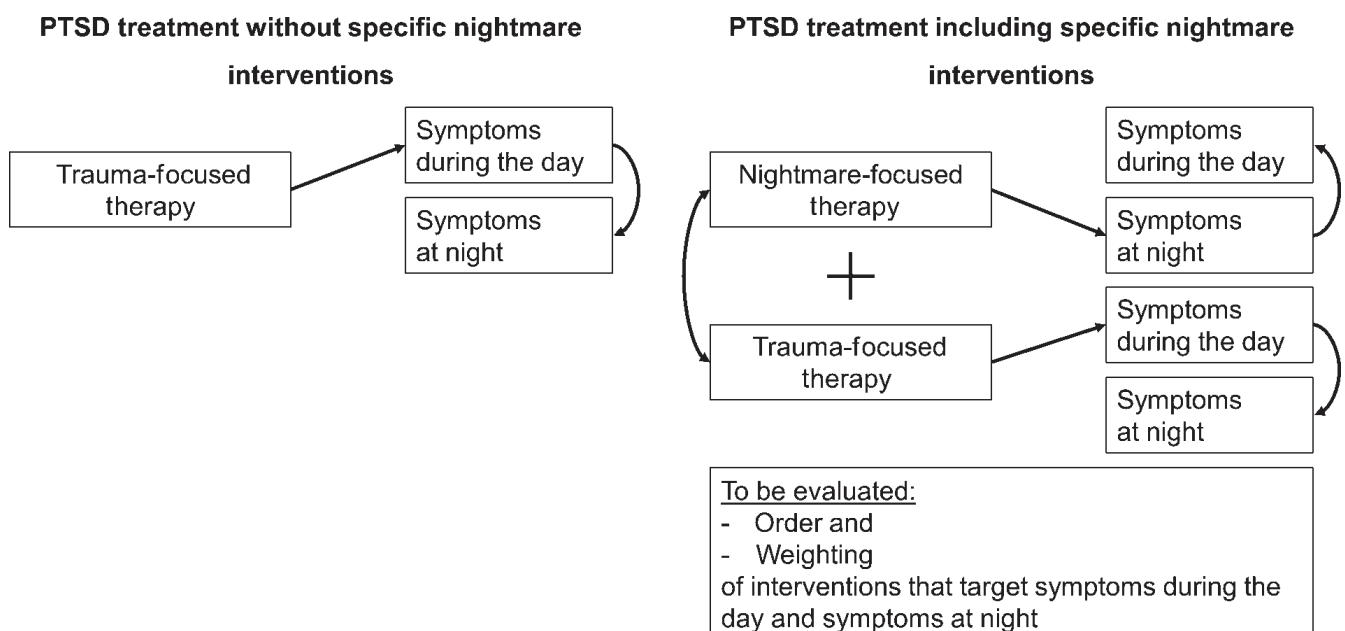 PTSD treatment without specific nightmare
interventions
Trauma-focused
therapy
Symptoms
during the day
Symptoms
at night
PTSD treatment including specific nightmare
interventions
Nightmare-focused
therapy
+
Trauma-focused
therapy
Symptoms
during the day
Symptoms
at night
Symptoms
during the day
Symptoms
at night
To be evaluated:
- Order and
- Weighting
of interventions that target symptoms during the
day and symptoms at night